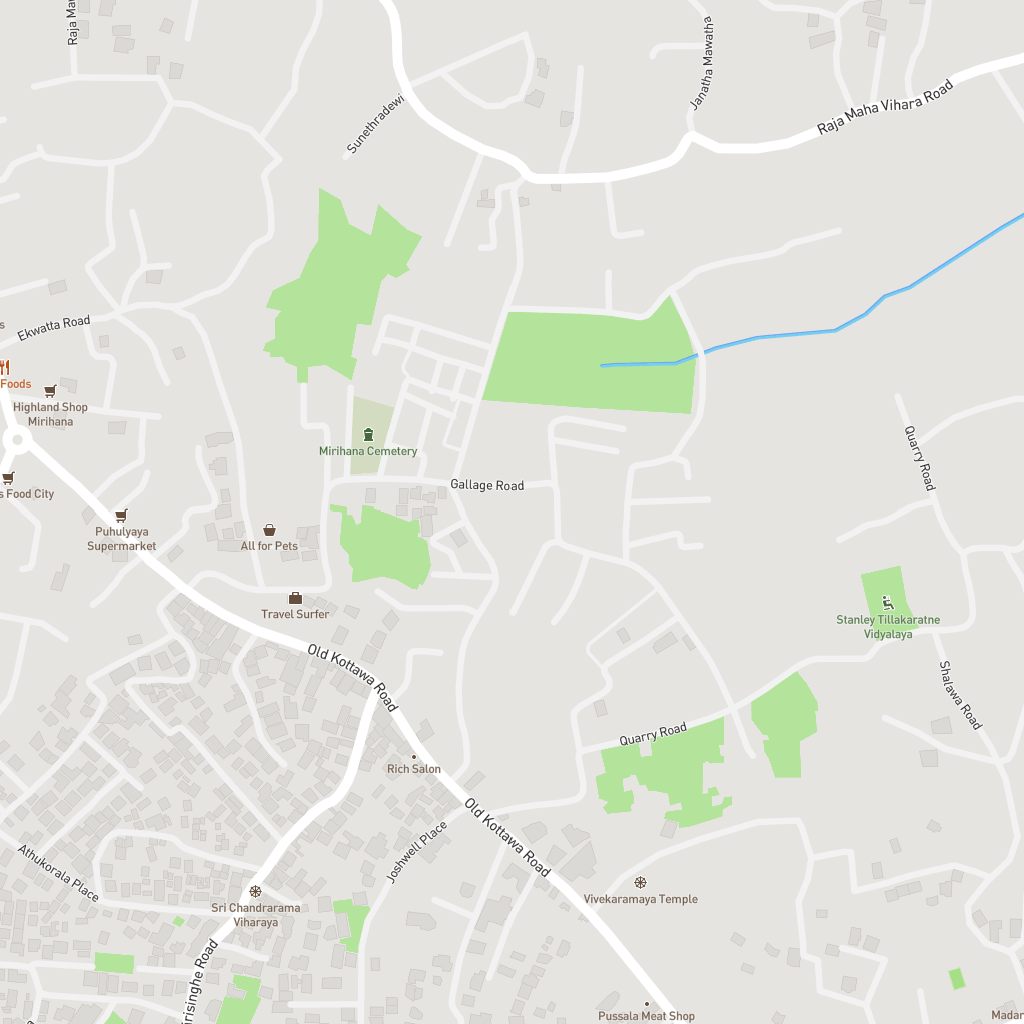 Raja
Janatha Mawatha
Raja Maha Vihara Road
Sunethradewi
Ekwatta Road
Foods
Highland Shop
Mirihana
Mirihana Cemetery
Quarry Road
Gallage Road
s Food City
Puhulyaya
Supermarket
All for Pets
Travel Surfer
Stanley Tillakaratne
Vidyalaya
Old Kottawa Road
Shalawa Road
Quarry Road
Rich Salon
Old Kottawa Road
Joshwell Place
Athukorala Place
Vivekaramaya Temple
Sri Chandrarama
Viharaya
irisinghe Road
Pussala Meat Shop
Madar